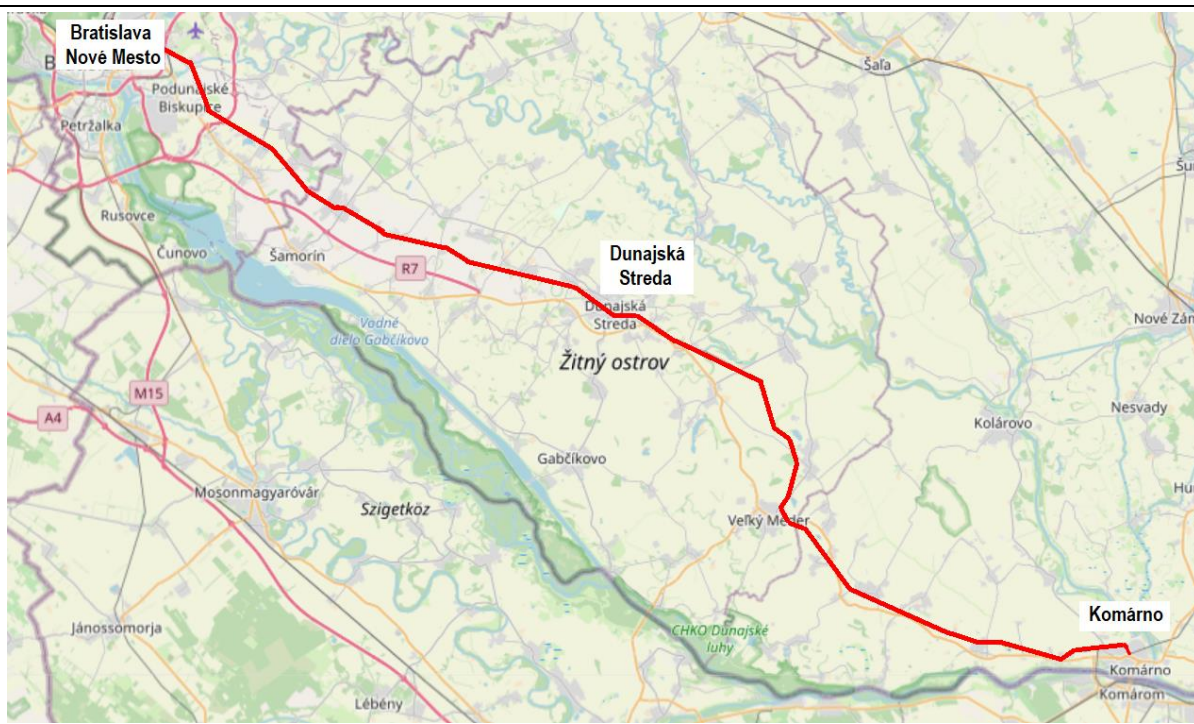 Bratislava
Nové Mesto
Podunajské
Biskupice
Petržalka
Rusovce
Čunovo
Šamorín
R7
Vodné
dielo Gabčíkovo
Dunajská
Streda
Dunajská
Streda
Žitný ostrov
Šaľa
Nové Zám
Nesvady
Kolárovo
M15
A4
Mosonmagyaróvár
Szigetköz
Gabčíkovo
Veľký Meder
Jánossomorja
Lébény
CHKO Dunajské
luhy
Komárno
Komárno
Komárom